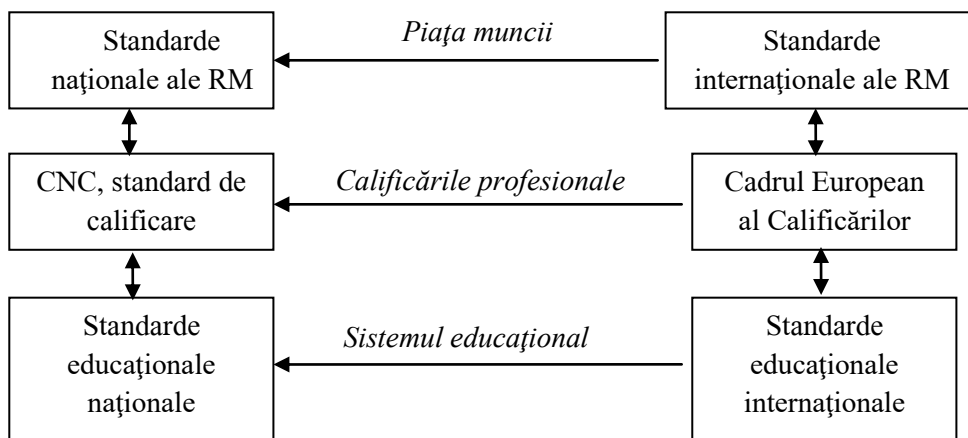 Standarde
naţionale ale RM
Piaţa muncii
Standarde
internaţionale ale RM
CNC, standard de
calificare
Calificările profesionale
Cadrul European
al Calificărilor
Standarde
educaţionale
naţionale
Sistemul educaţional
Standarde
educaţionale
internaţionale